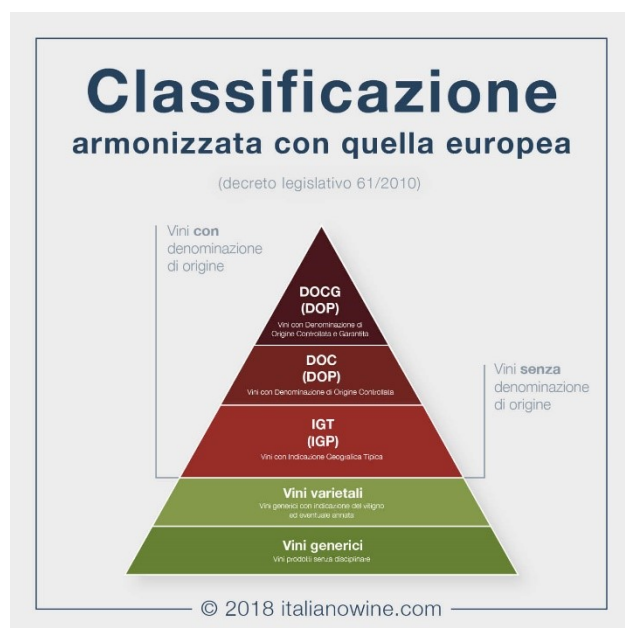 Classificazione
armonizzata con quella europea
(decreto legislativo 61/2010)
Vini con
denominazione
di origine
DOCG
(DOP)
Vini con Denominazione di
Origine Controllata e Garantita
DOC
(DOP)
Vini con Denominazione di Origine Controllata
Vini senza
denominazione
di origine
IGT
(IGP)
Vini con Indicazione Geografica Tipica
Vini varietali
Vini generici con indicazione del vitigno
ed eventuale annata
Vini generici
Vini prodotti senza disciplinare
© 2018 italianowine.com